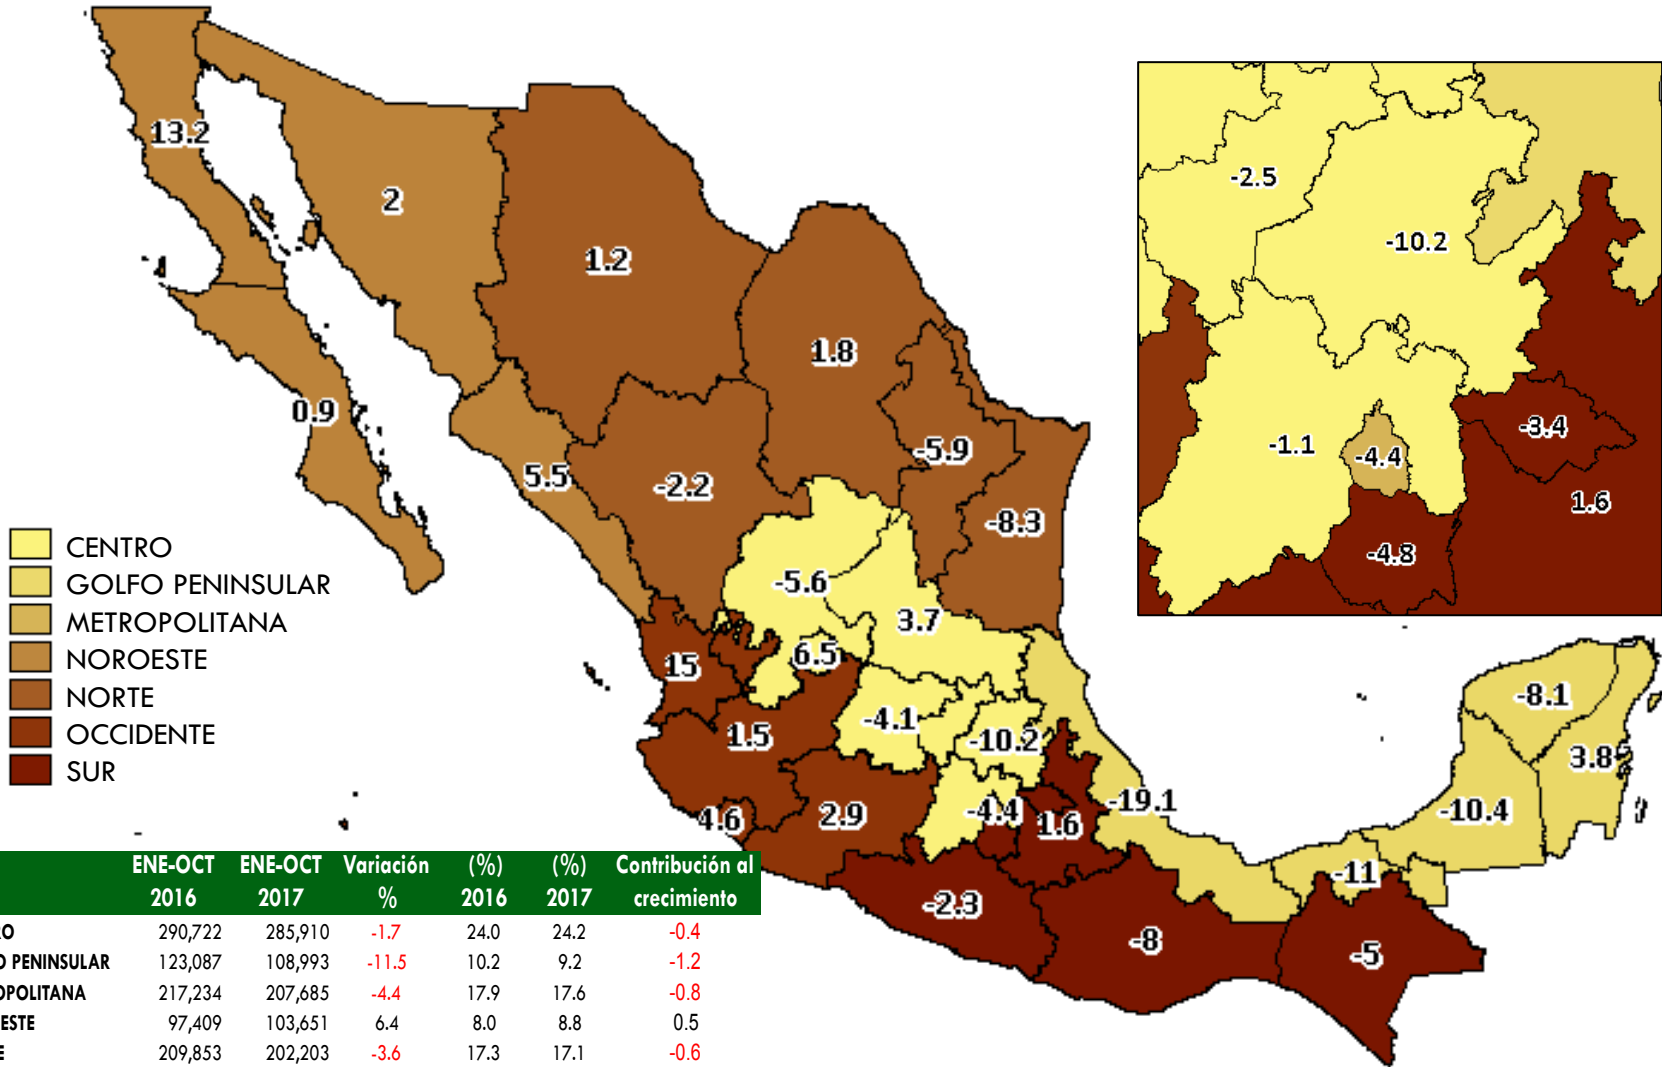 13.2
2
1.2
1.8
0.9
5.5
-2.2
-5.9
-8.3
-5.6
3.7
6.5
15
1.5
-4.1
-10.2
4.6
2.9
-4.4
1.6
-19.1
-2.3
-8
-5
-11
-10.4
-8.1
3.8
-2.5
-10.2
-1.1
-4.4
-3.4
1.6
-4.8
CENTRO
GOLFO PENINSULAR
METROPOLITANA
NOROESTE
NORTE
OCCIDENTE
SUR
ENE-OCT ENE-OCT Variación (%) (%) Contribución al
2016 2017 % 2016 2017 crecimiento
RO 290,722 285,910 -1.7 24.0 24.2 -0.4
O PENINSULAR 123,087 108,993 -11.5 10.2 9.2 -1.2
OPOLITANA 217,234 207,685 -4.4 17.9 17.6 -0.8
ESTE 97,409 103,651 6.4 8.0 8.8 0.5
E 209,853 202,203 -3.6 17.3 17.1 -0.6